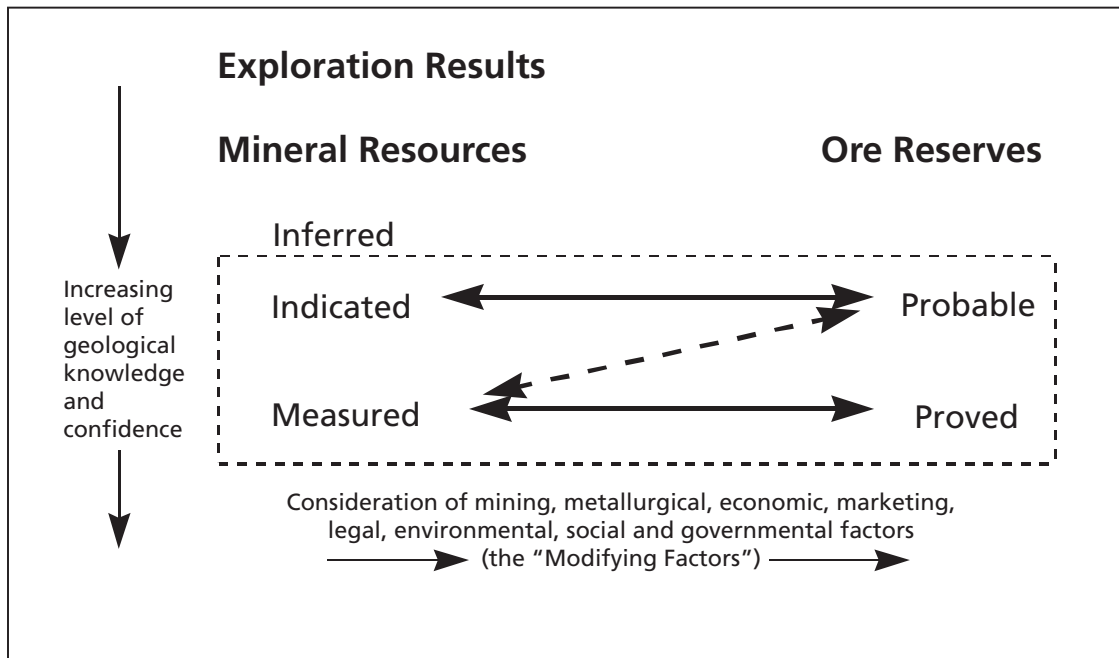 Exploration Results
Mineral Resources
Ore Reserves
Inferred
Indicated
Probable
Measured
Proved
Increasing
level of
geological
knowledge
and
confidence
Consideration of mining, metallurgical, economic, marketing,
legal, environmental, social and governmental factors
(the “Modifying Factors”)